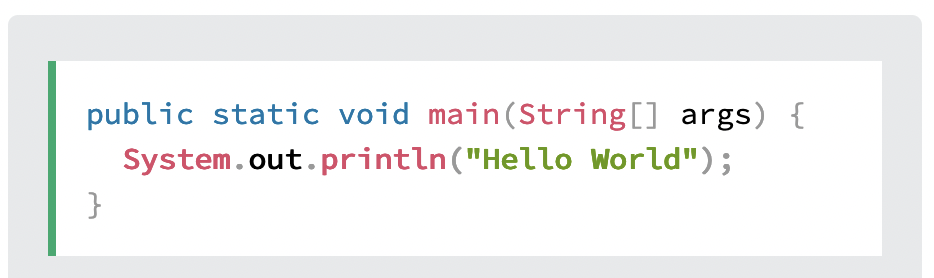 public static void main(String[] args) {
  System.out.println("Hello World");
}